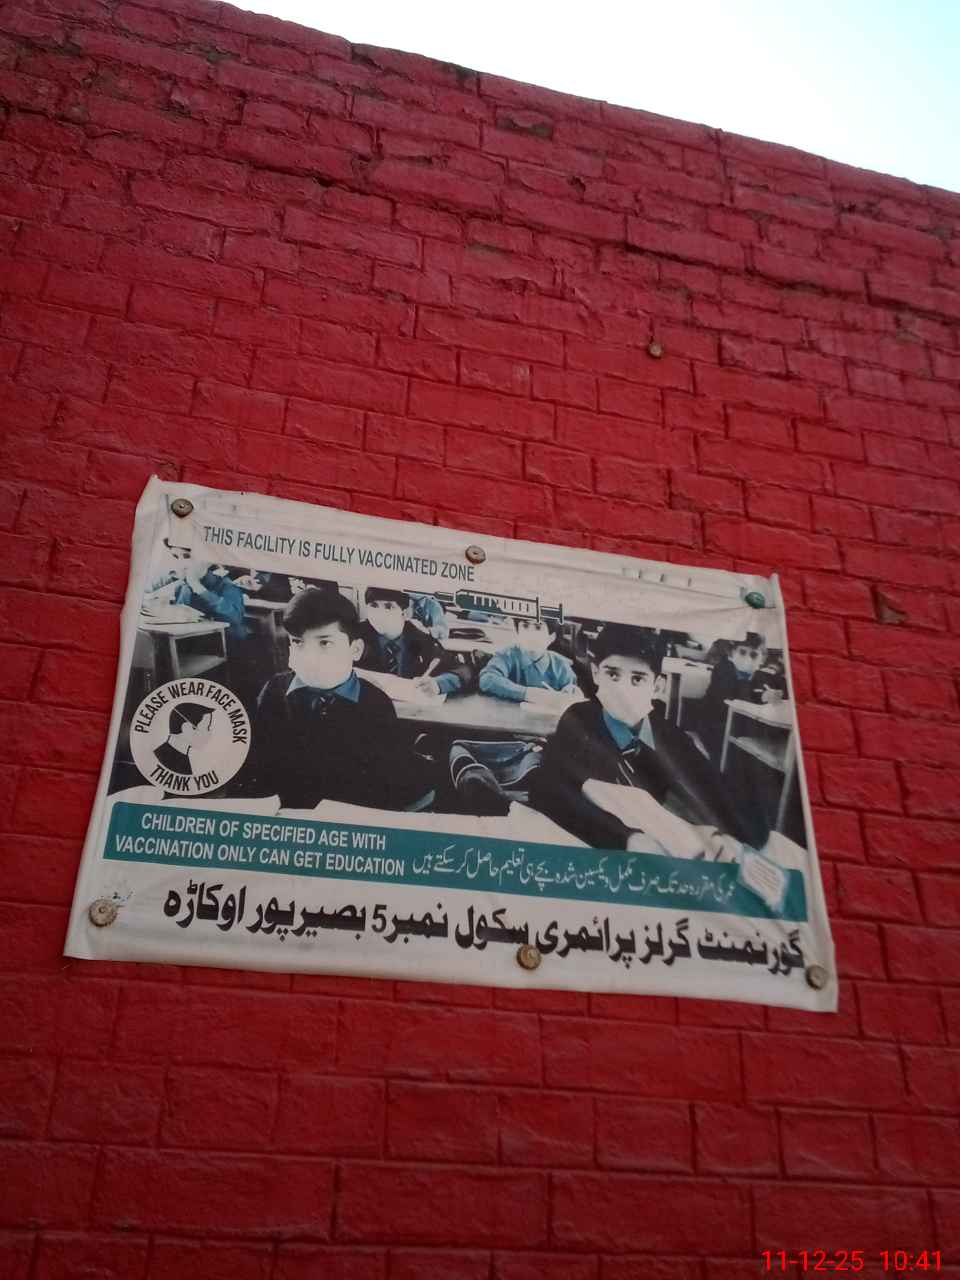 THIS FACILITY IS FULLY VACCINATED ZONE
PLEASE WEAR FACE MASK
THANK YOU
CHILDREN OF SPECIFIED AGE WITH
VACCINATION ONLY CAN GET EDUCATION
عمر کی مقررہ حد تک صرف مکمل ویکسین شدہ بچے ہی تعلیم حاصل کر سکتے ہیں
گورنمنٹ گرلز پرائمری سکول نمبر5 بصیرپور اوکاڑہ
11-12-25 10:41